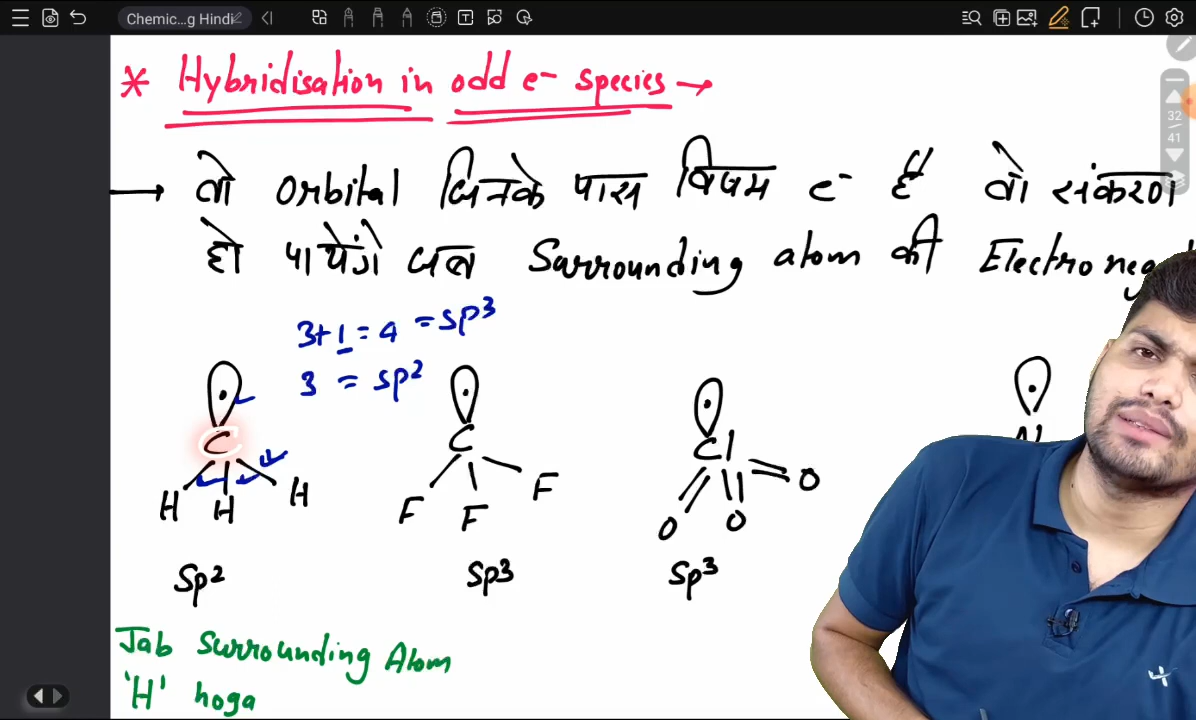 Chemic...g Hindi
* Hybridisation in odd e- species →
→ वो Orbital जिनके पास विषम e- हैं वो संकरण
32
41
हो पायेंगे जब Surrounding atom की Electroneg
3+1=4 = sp³
3 = sp²
C C Cl N
H H H F F F O O O
Sp² Sp3 Sp³
Jab Surrounding Atom
'H' hoga